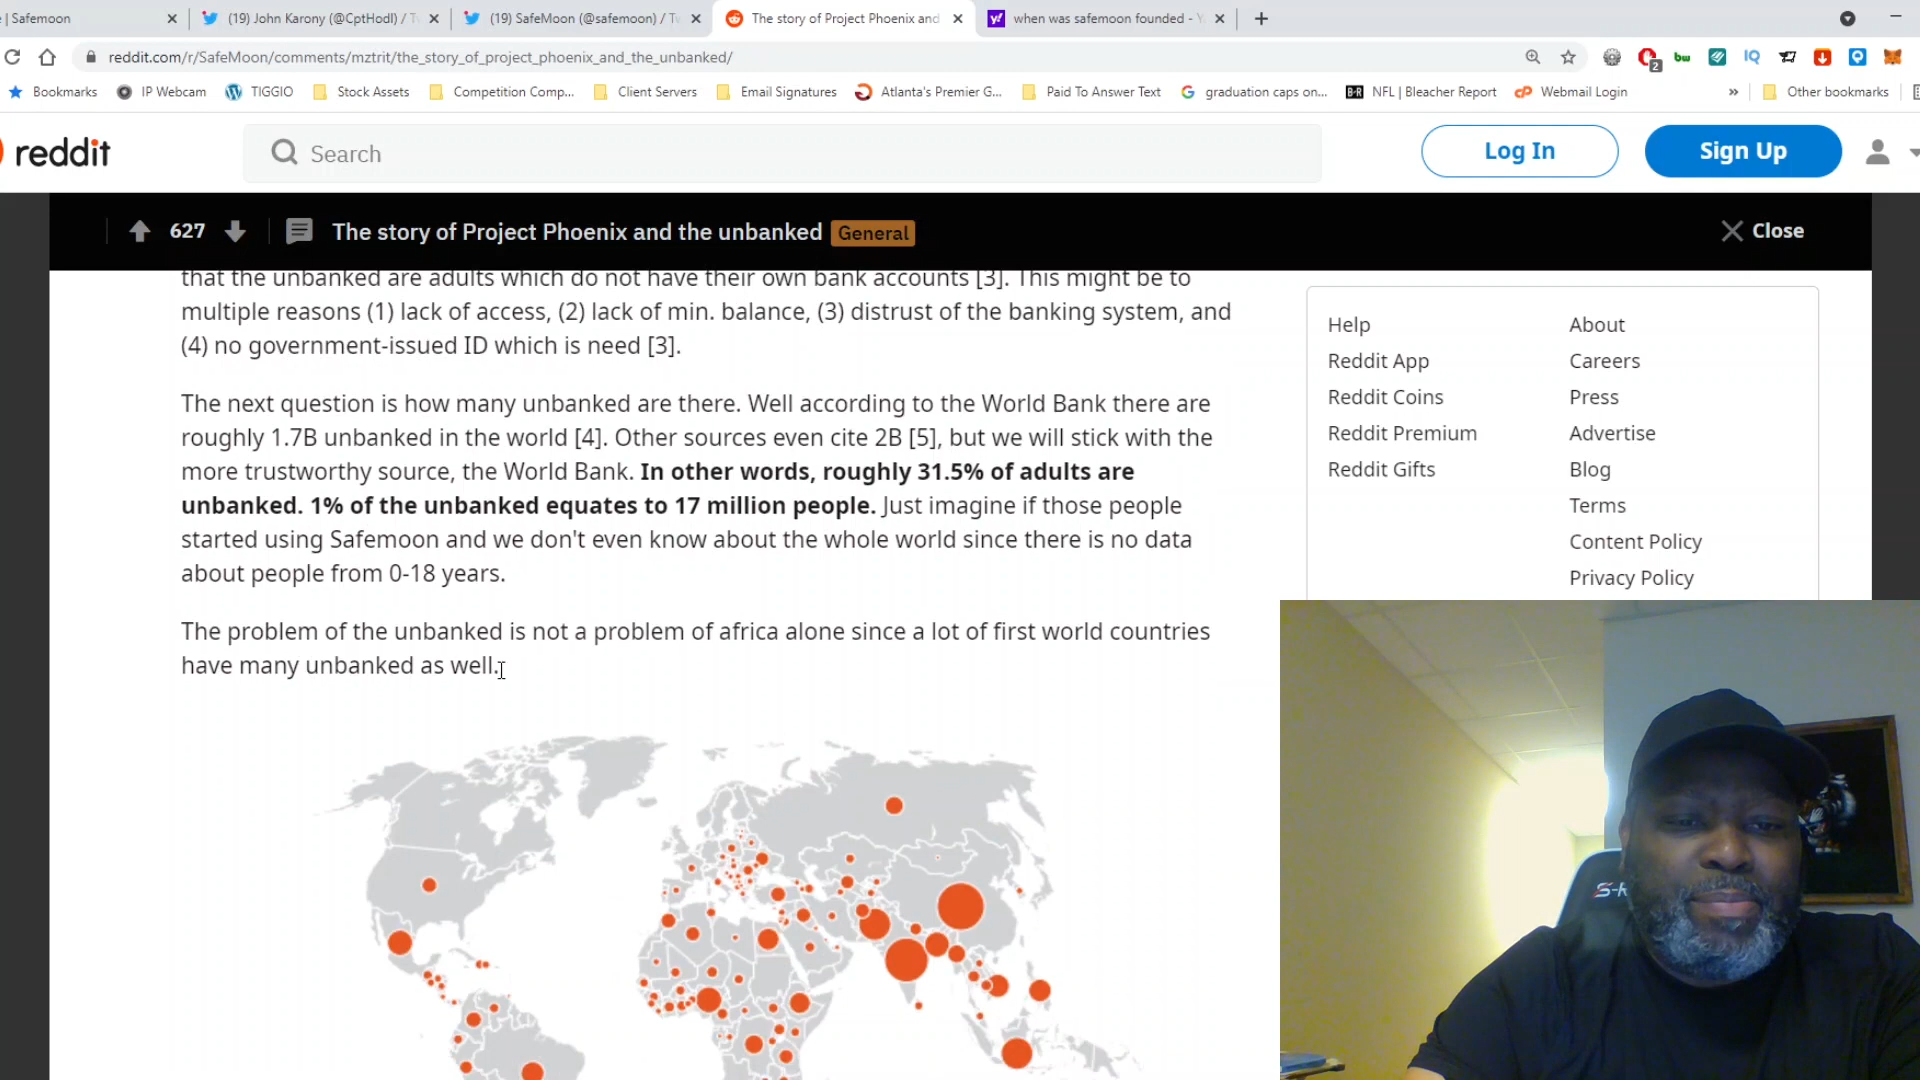 | Safemoon
(19) John Karony (@CptHodl) / Tw
(19) SafeMoon (@safemoon) / Tw
The story of Project Phoenix and
when was safemoon founded - Y
reddit.com/r/SafeMoon/comments/mztrit/the_story_of_project_phoenix_and_the_unbanked/
2
bw
IQ
Bookmarks
IP Webcam
TIGGIO
Stock Assets
Competition Comp...
Client Servers
Email Signatures
Atlanta's Premier G...
Paid To Answer Text
graduation caps on...
B-R
NFL | Bleacher Report
Webmail Login
»
Other bookmarks
reddit
Search
Log In
Sign Up
627
The story of Project Phoenix and the unbanked
General
Close
that the unbanked are adults which do not have their own bank accounts [3]. This might be to
multiple reasons (1) lack of access, (2) lack of min. balance, (3) distrust of the banking system, and
(4) no government-issued ID which is need [3].
The next question is how many unbanked are there. Well according to the World Bank there are
roughly 1.7B unbanked in the world [4]. Other sources even cite 2B [5], but we will stick with the
more trustworthy source, the World Bank. In other words, roughly 31.5% of adults are
unbanked. 1% of the unbanked equates to 17 million people. Just imagine if those people
started using Safemoon and we don't even know about the whole world since there is no data
about people from 0-18 years.
The problem of the unbanked is not a problem of africa alone since a lot of first world countries
have many unbanked as well.
Help
About
Reddit App
Careers
Reddit Coins
Press
Reddit Premium
Advertise
Reddit Gifts
Blog
Terms
Content Policy
Privacy Policy